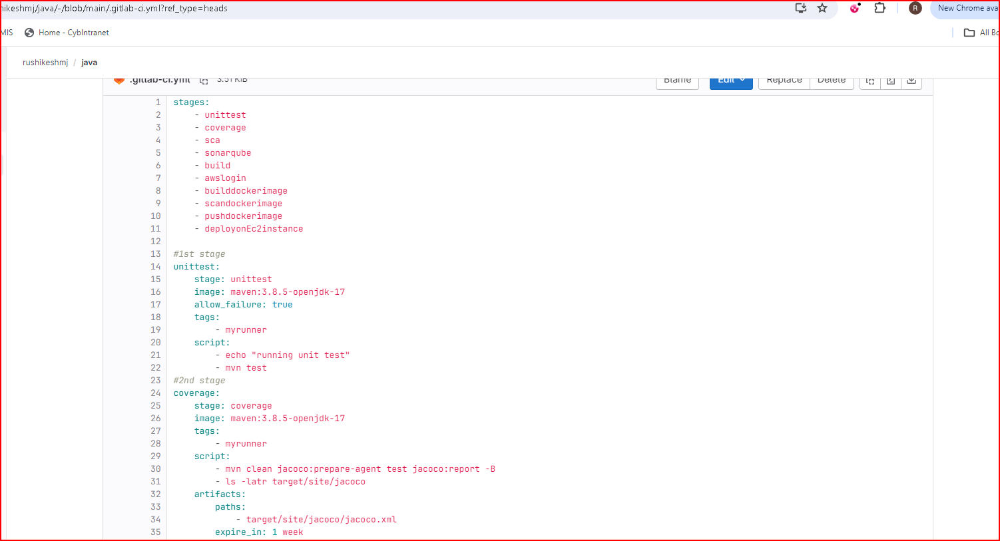 hikeshmj/java/-/blob/main/.gitlab-ci.yml?ref_type=heads
R
New Chrome ava
MIS
Home - CybIntranet
All Bo
rushikeshmj / java
.gitlab-ci.yml 3.51 KiB
Blame Edit Replace Delete
1 stages:
2 - unittest
3 - coverage
4 - sca
5 - sonarqube
6 - build
7 - awslogin
8 - builddockerimage
9 - scandockerimage
10 - pushdockerimage
11 - deployonEc2instance
12
13 #1st stage
14 unittest:
15 stage: unittest
16 image: maven:3.8.5-openjdk-17
17 allow_failure: true
18 tags:
19 - myrunner
20 script:
21 - echo "running unit test"
22 - mvn test
23 #2nd stage
24 coverage:
25 stage: coverage
26 image: maven:3.8.5-openjdk-17
27 tags:
28 - myrunner
29 script:
30 - mvn clean jacoco:prepare-agent test jacoco:report -B
31 - ls -latr target/site/jacoco
32 artifacts:
33 paths:
34 - target/site/jacoco/jacoco.xml
35 expire_in: 1 week